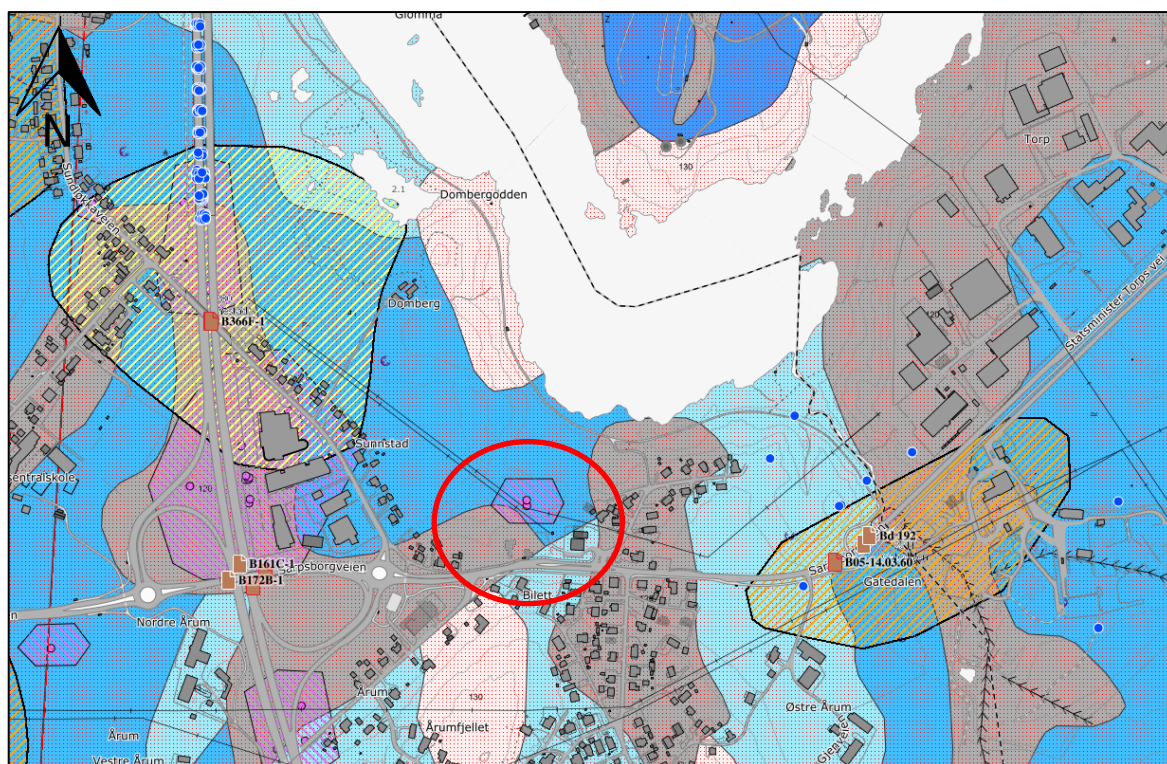 Glomma
N
Sundløkkaveien
2.1
Dombergodden
130
Torp
Domberg
B366F-1
120
Statsminister Torps vei
Sunnstad
sentralskole
120
Bd 192
B161C-1
B05-14.03.60
Sarpsborgveien
B172B-1
Gatedalen
Bilett
Nordre Årum
Årum
130
Østre Årum
Årum
Årumfjellet
Vestre Årum